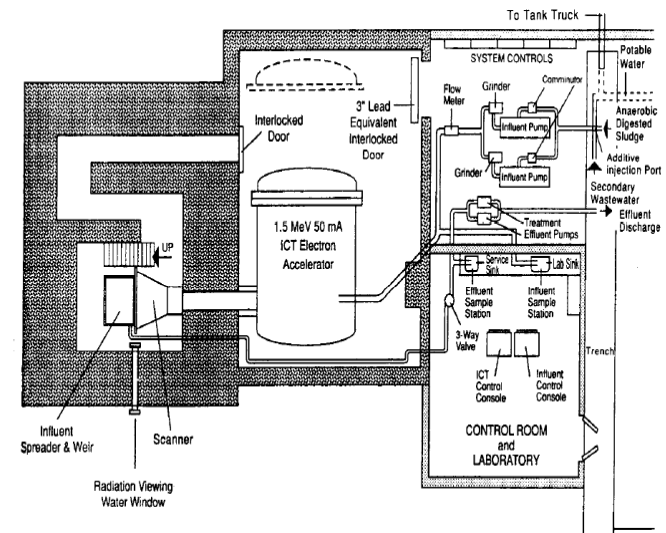 To Tank Truck
SYSTEM CONTROLS
Potable
Water
Grinder
Comminutor
Flow
Meter
Influent Pump
Anaerobic
Digested
Sludge
3" Lead
Equivalent
Interlocked
Door
Interlocked
Door
Grinder
Influent Pump
Additive
injection Port
Secondary
Wastewater
Effluent
Discharge
Treatment
Effluent Pumps
1.5 MeV 50 mA
ICT Electron
Accelerator
UP
Service
Sink
Lab Sink
Effluent
Sample
Station
Influent
Sample
Station
3-Way
Valve
Trench
ICT
Control
Console
Influent
Control
Console
Influent
Spreader & Weir
Scanner
CONTROL ROOM
and
LABORATORY
Radiation Viewing
Water Window